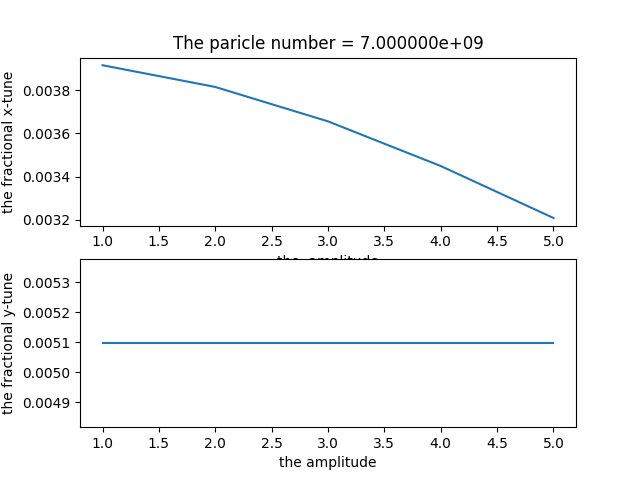 The paricle number = 7.000000e+09
the fractional x-tune
0.0038
0.0036
0.0034
0.0032
1.0 1.5 2.0 2.5 3.0 3.5 4.0 4.5 5.0
the amplitude
the fractional y-tune
0.0053
0.0052
0.0051
0.0050
0.0049
1.0 1.5 2.0 2.5 3.0 3.5 4.0 4.5 5.0
the amplitude